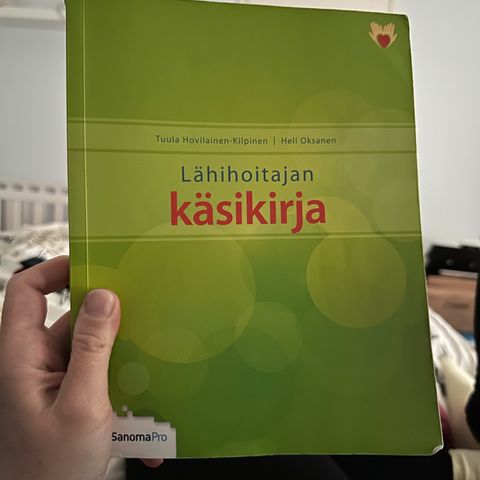 Tuula Hovilainen-Kilpinen | Heli Oksanen
Lähihoitajan
käsikirja
SanomaPro